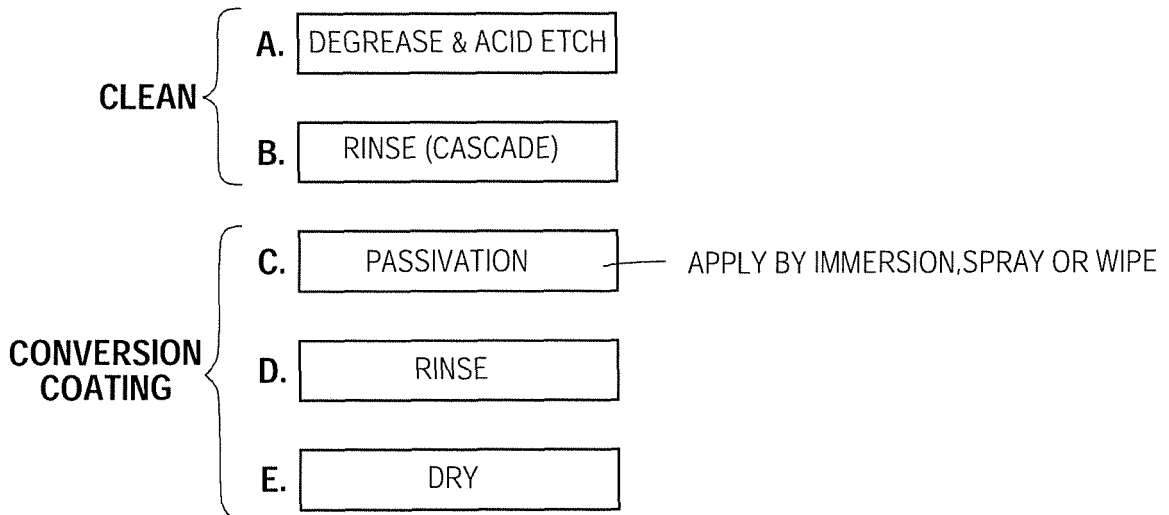 CLEAN
A. DEGREASE & ACID ETCH
B. RINSE (CASCADE)
CONVERSION
COATING
C. PASSIVATION
APPLY BY IMMERSION,SPRAY OR WIPE
D. RINSE
E. DRY